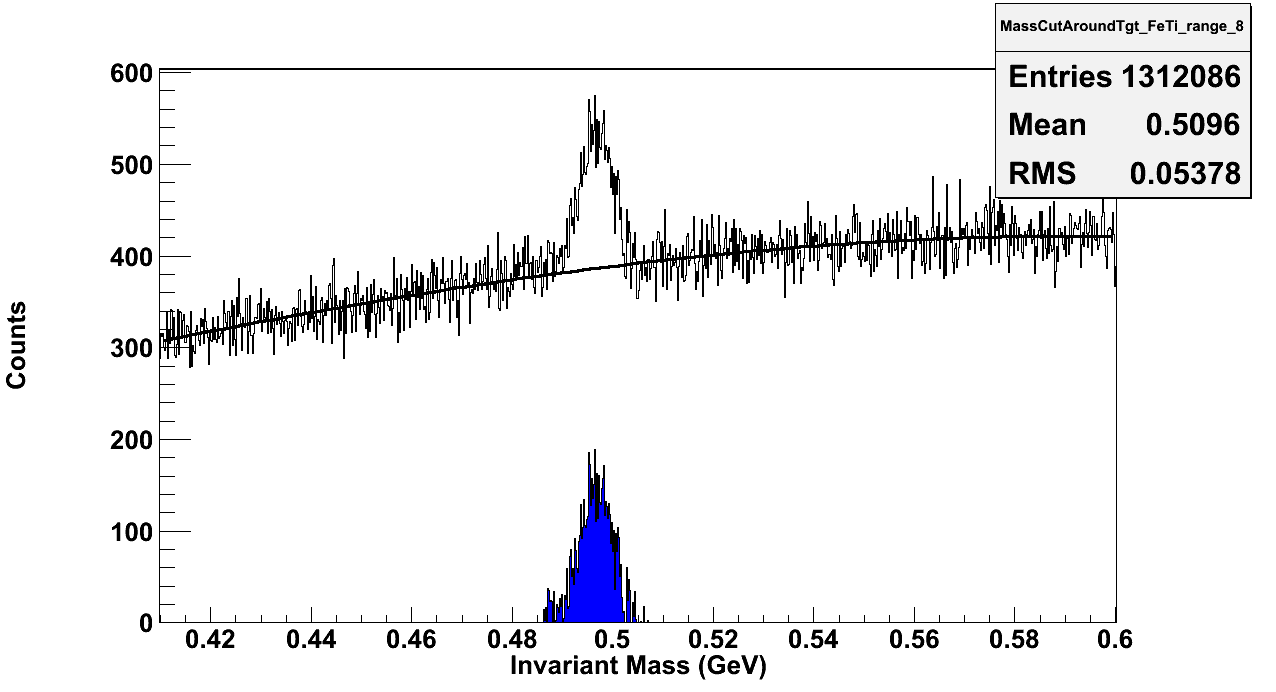 MassCutAroundTgt_FeTi_range_8
Entries 1312086
Mean 0.5096
RMS 0.05378
600
500
400
300
200
100
0
Counts
0.42 0.44 0.46 0.48 0.5 0.52 0.54 0.56 0.58 0.6
Invariant Mass (GeV)